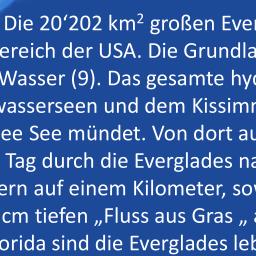 Die 20‘202 km² großen Ever
ereich der USA. Die Grundla
Wasser (9). Das gesamte hyd
wasserseen und dem Kissimm
ee See mündet. Von dort au
Tag durch die Everglades na
ern auf einem Kilometer, sow
cm tiefen „Fluss aus Gras „ a
orida sind die Everglades leb